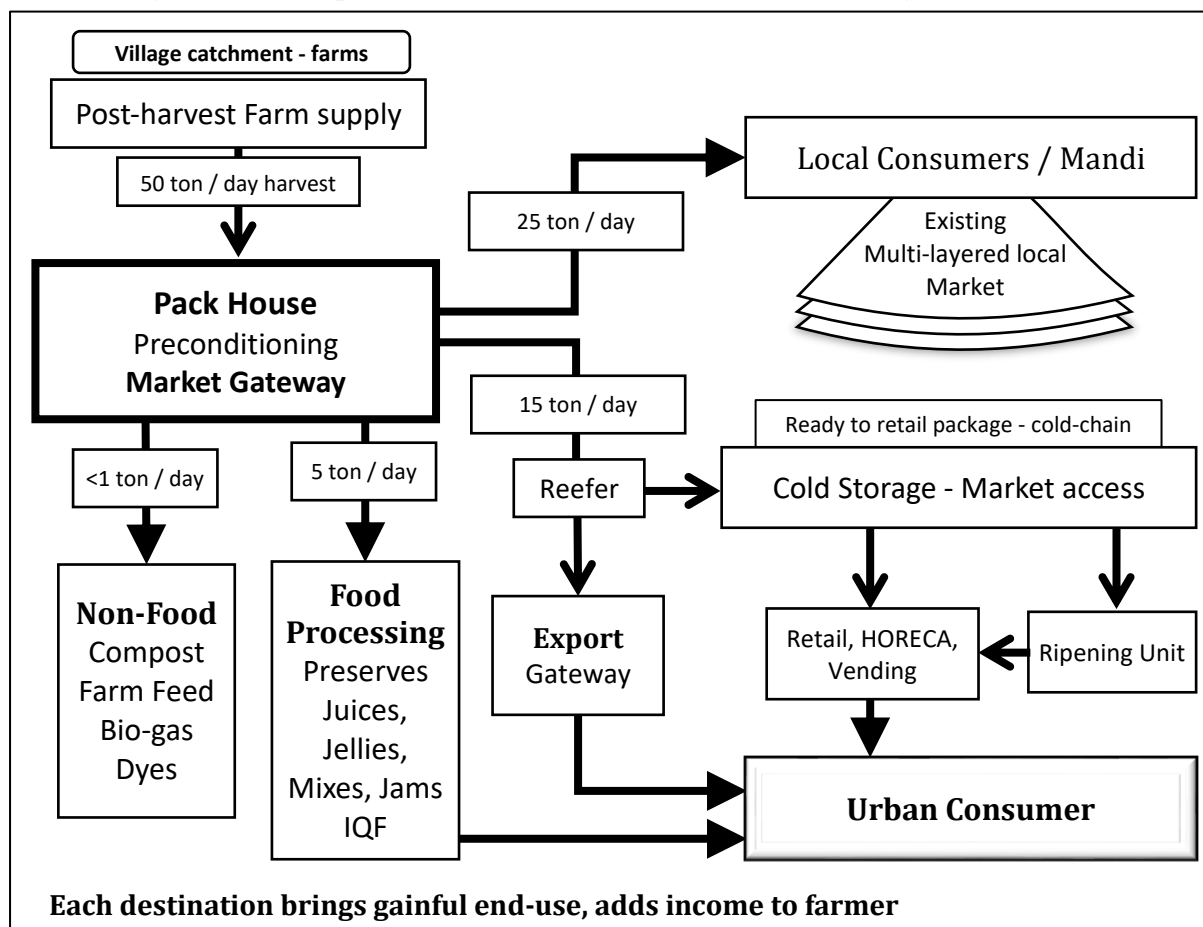 Village catchment - farms
Post-harvest Farm supply
50 ton / day harvest
Pack House
Preconditioning
Market Gateway
25 ton / day
Local Consumers / Mandi
Existing
Multi-layered local
Market
15 ton / day
Reefer
Ready to retail package - cold-chain
Cold Storage - Market access
<1 ton / day
5 ton / day
Non-Food
Compost
Farm Feed
Bio-gas
Dyes
Food
Processing
Preserves
Juices,
Jellies,
Mixes, Jams
IQF
Export
Gateway
Retail, HORECA,
Vending
Ripening Unit
Urban Consumer
Each destination brings gainful end-use, adds income to farmer